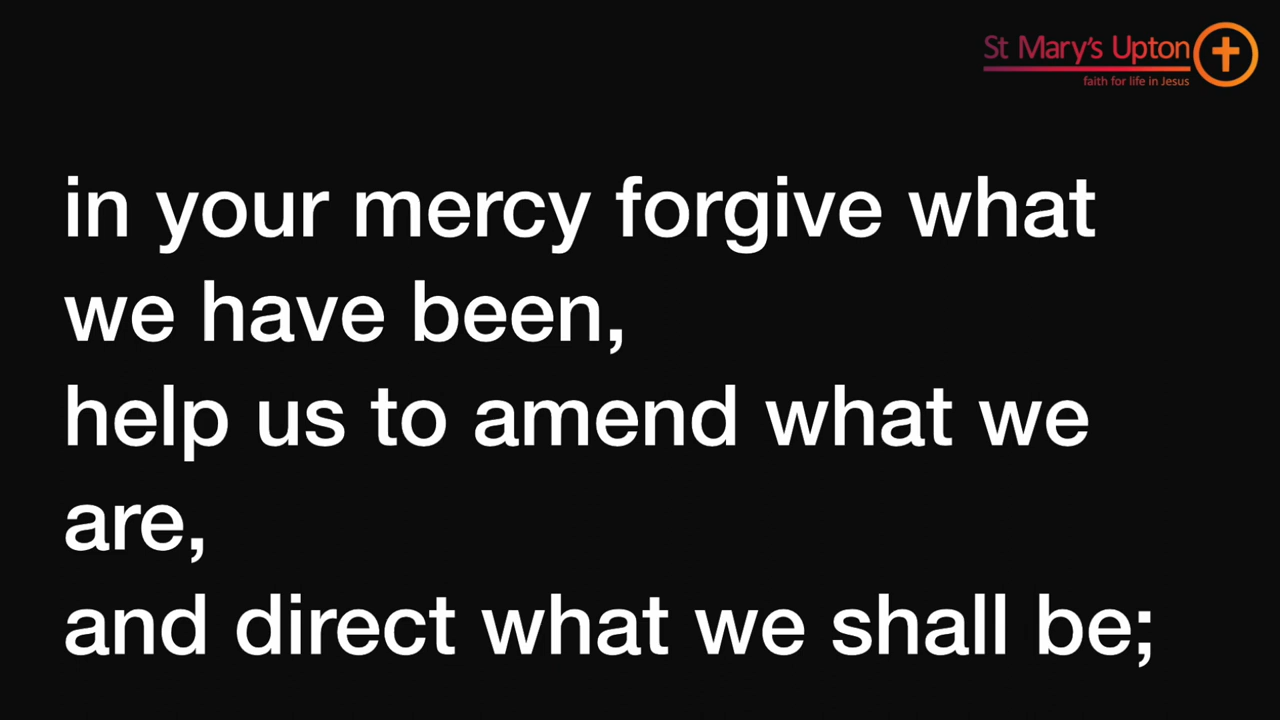 St Mary's Upton
faith for life in Jesus
in your mercy forgive what
we have been,
help us to amend what we
are,
and direct what we shall be;